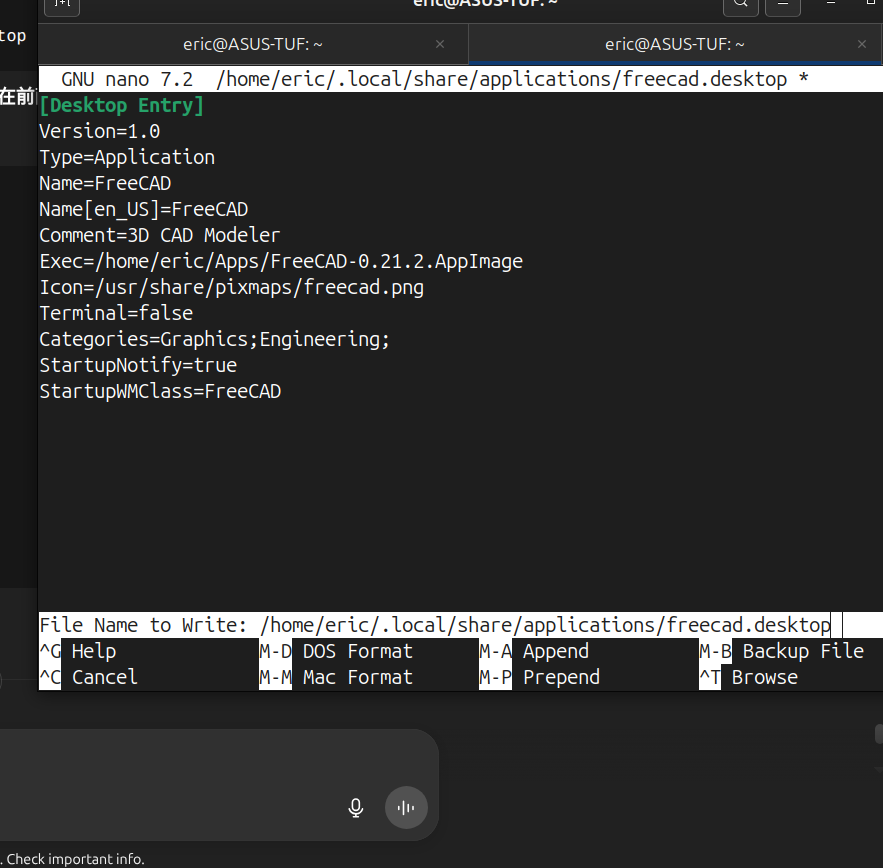 eric@ASUS-TUF: ~
top
eric@ASUS-TUF: ~ × eric@ASUS-TUF: ~ ×
GNU nano 7.2 /home/eric/.local/share/applications/freecad.desktop *
在前
[Desktop Entry]
Version=1.0
Type=Application
Name=FreeCAD
Name[en_US]=FreeCAD
Comment=3D CAD Modeler
Exec=/home/eric/Apps/FreeCAD-0.21.2.AppImage
Icon=/usr/share/pixmaps/freecad.png
Terminal=false
Categories=Graphics;Engineering;
StartupNotify=true
StartupWMClass=FreeCAD
File Name to Write: /home/eric/.local/share/applications/freecad.desktop
^G Help M-D DOS Format M-A Append M-B Backup File
^C Cancel M-M Mac Format M-P Prepend ^T Browse
. Check important info.